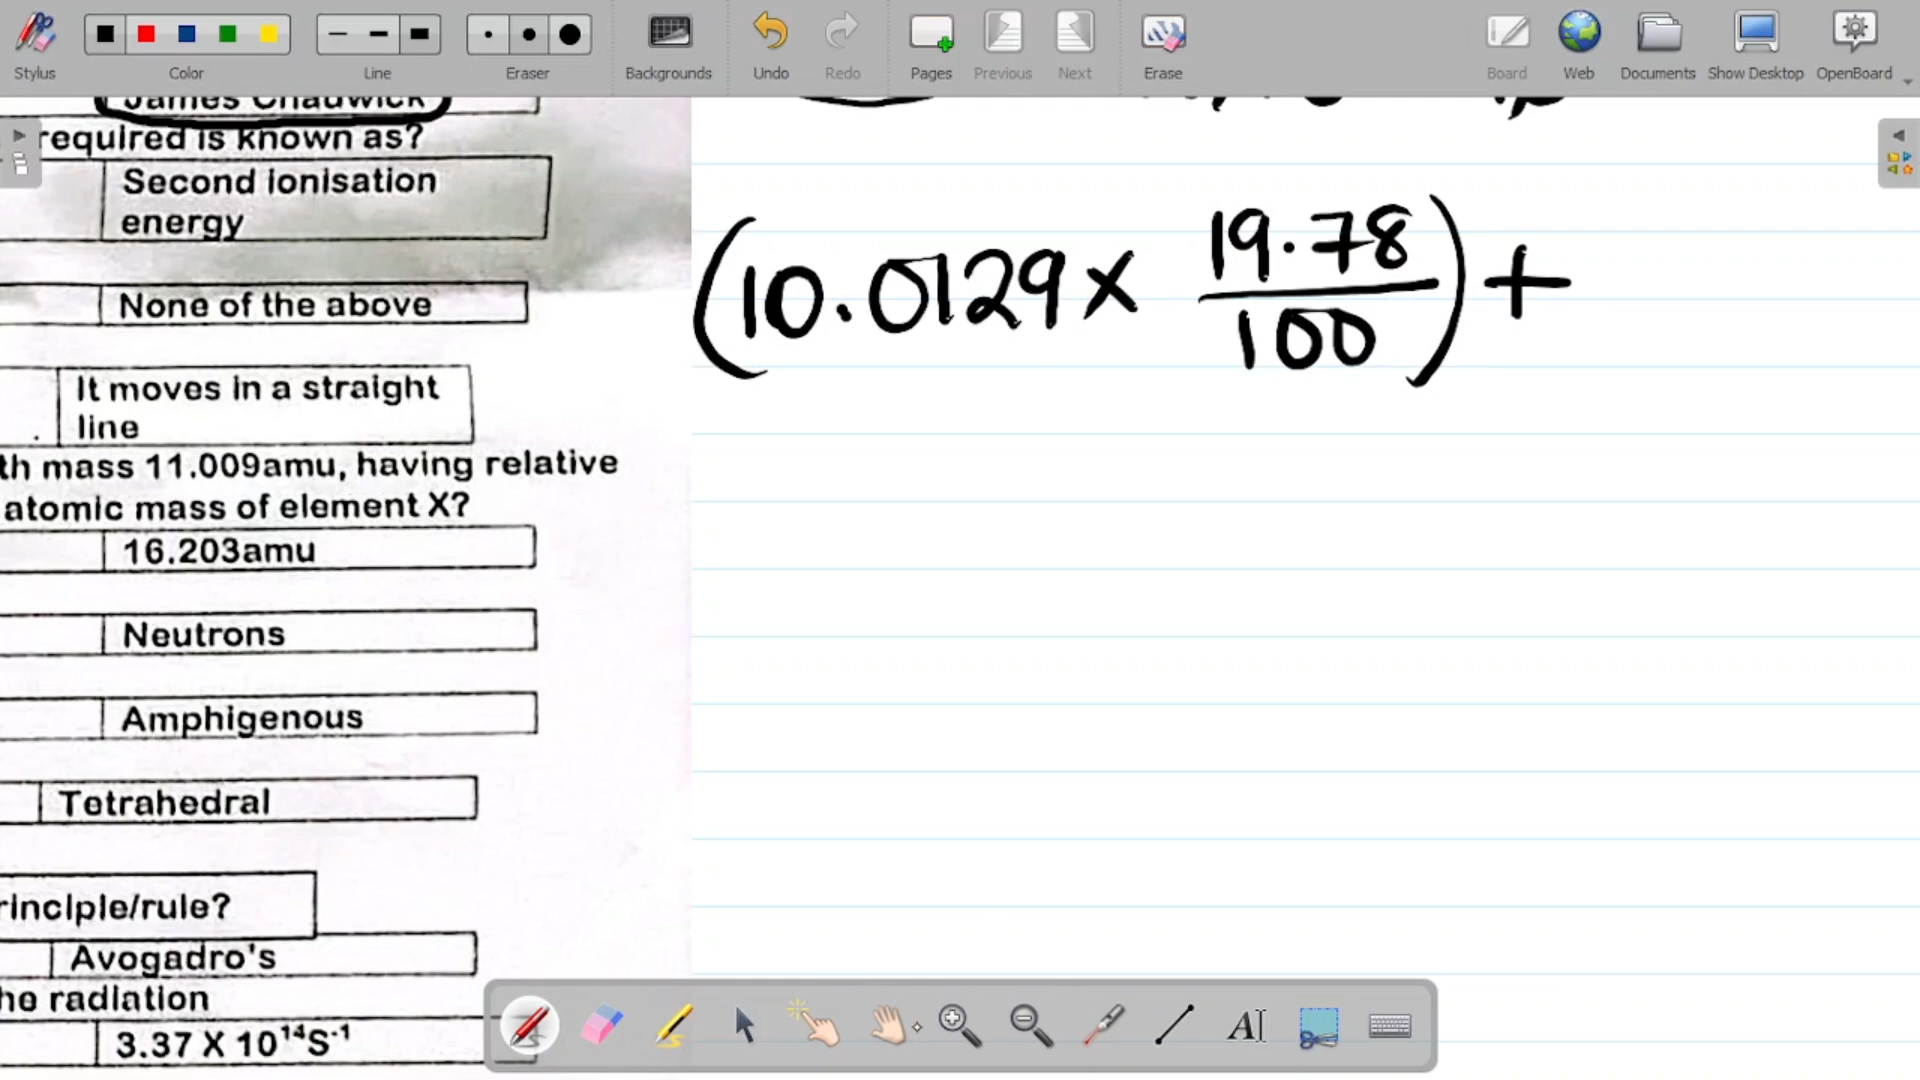 Stylus Color Line Eraser Backgrounds Undo Redo Pages Previous Next Erase Board Web Documents Show Desktop OpenBoard
James Chadwick
required is known as?
Second ionisation
energy
None of the above
It moves in a straight
line
th mass 11.009amu, having relative
atomic mass of element X?
16.203amu
Neutrons
Amphigenous
Tetrahedral
rinciple/rule?
Avogadro's
he radiation
3.37 X 10¹⁴S⁻¹
(10.0129 x 19.78/100) +